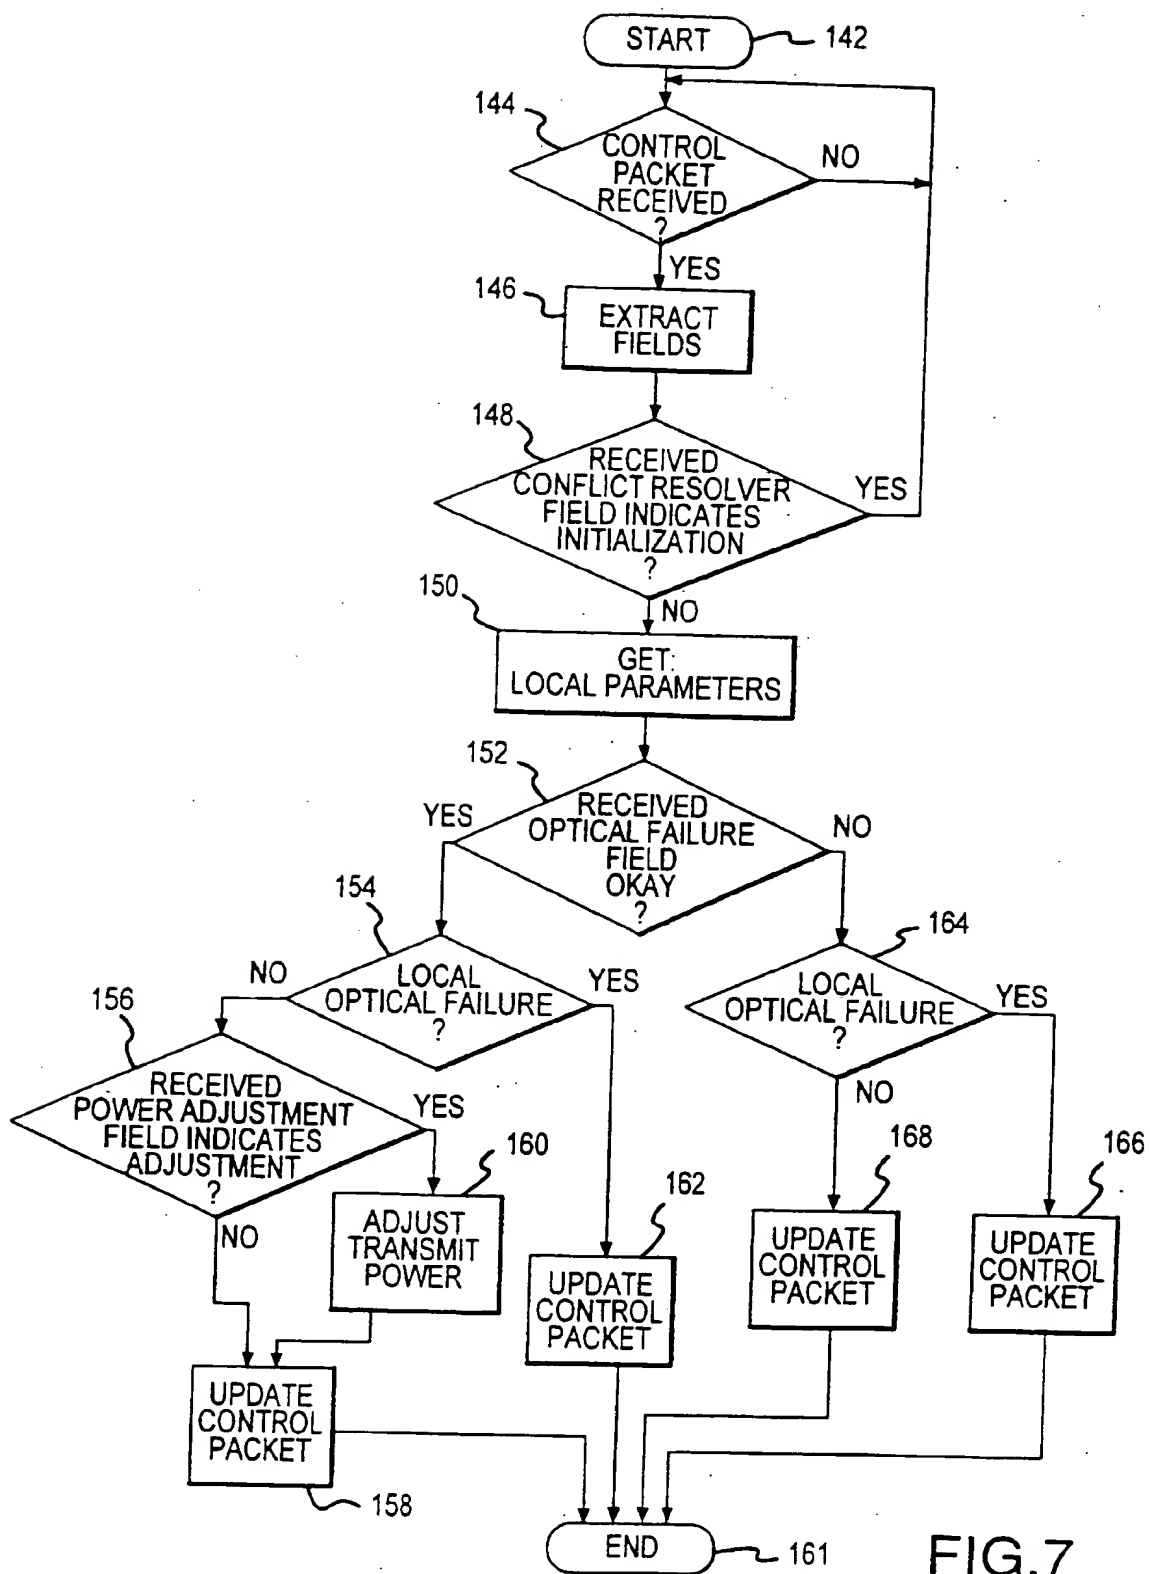 START
142
144
CONTROL
PACKET
RECEIVED
?
NO
YES
146
EXTRACT
FIELDS
148
RECEIVED
CONFLICT RESOLVER
FIELD INDICATES
INITIALIZATION
?
YES
NO
150
GET:
LOCAL PARAMETERS
152
RECEIVED
OPTICAL FAILURE
FIELD
OKAY
?
YES
NO
154
LOCAL
OPTICAL FAILURE
?
NO
YES
164
LOCAL
OPTICAL FAILURE
?
YES
NO
156
RECEIVED
POWER ADJUSTMENT
FIELD INDICATES
ADJUSTMENT
?
YES
NO
160
ADJUST
TRANSMIT
POWER
162
UPDATE
CONTROL
PACKET
168
UPDATE
CONTROL
PACKET
166
UPDATE
CONTROL
PACKET
UPDATE
CONTROL
PACKET
158
END
161
FIG.7